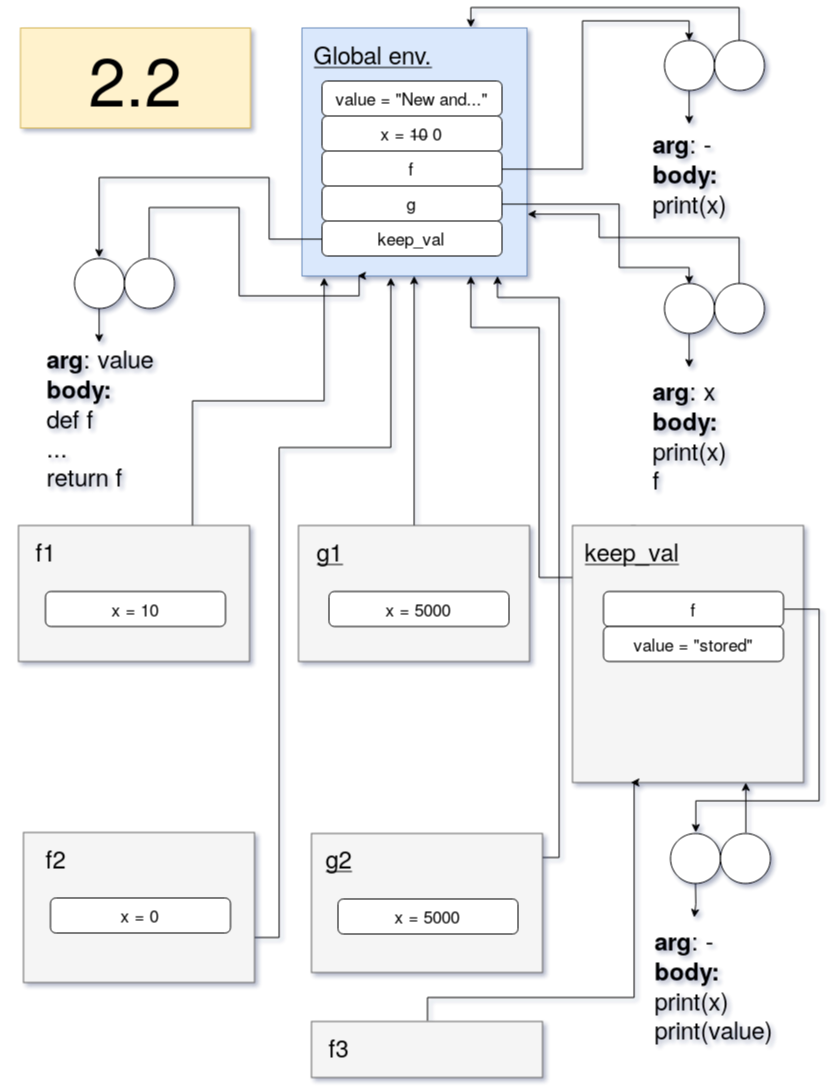 2.2
Global env.
value = "New and..."
x = 10 0
f
g
keep_val
arg: -
body:
print(x)
arg: value
body:
def f
...
return f
arg: x
body:
print(x)
f
f1
x = 10
g1
x = 5000
keep_val
f
value = "stored"
f2
x = 0
g2
x = 5000
arg: -
body:
print(x)
print(value)
f3